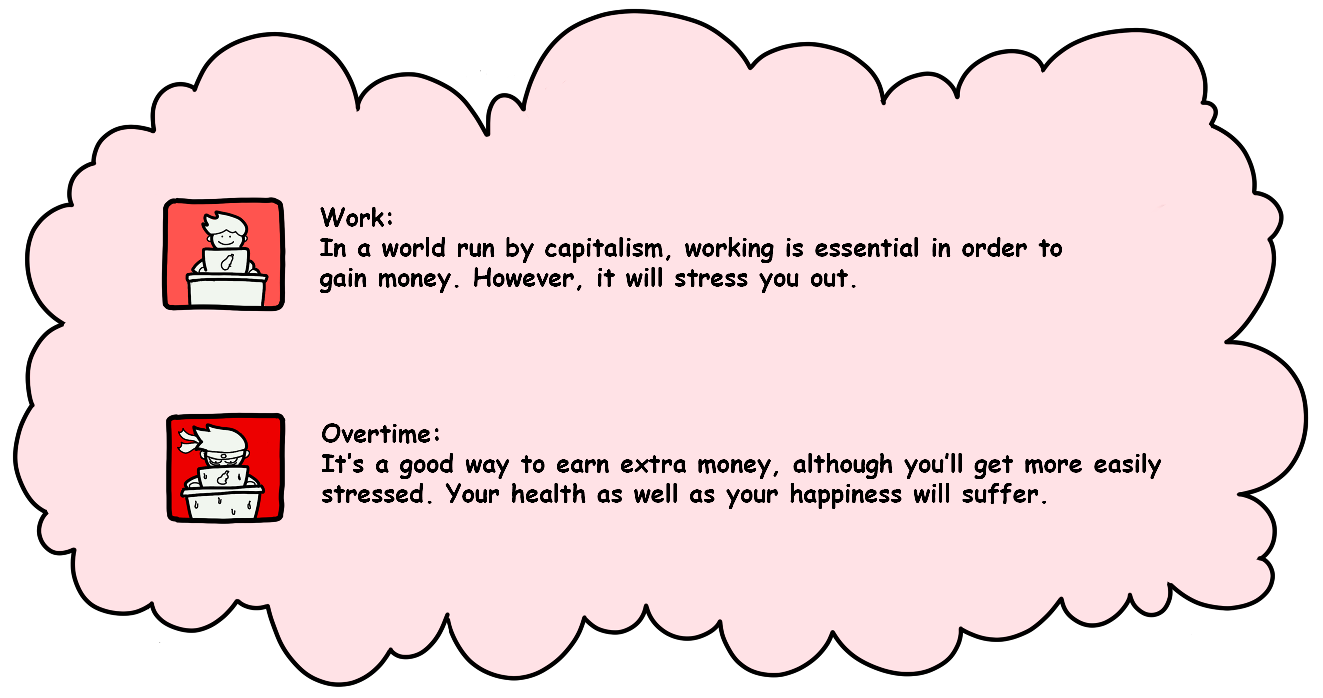 Work:
In a world run by capitalism, working is essential in order to
gain money. However, it will stress you out.
Overtime:
It's a good way to earn extra money, although you'll get more easily
stressed. Your health as well as your happiness will suffer.